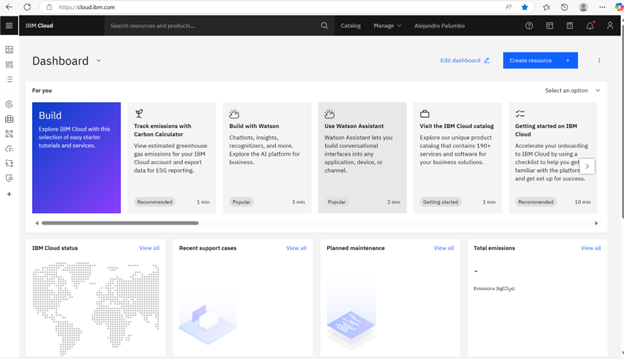 https://cloud.ibm.com
IBM Cloud
Search resources and products...
Catalog
Manage
Alejandro Palumbo
Dashboard
Edit dashboard
Create resource +
For you
Select an option
Build
Explore IBM Cloud with this
selection of easy starter
tutorials and services.
Track emissions with
Carbon Calculator
View estimated greenhouse
gas emissions for your IBM
Cloud account and export
data for ESG reporting.
Recommended
1 min
Build with Watson
Chatbots, insights,
recognizers, and more.
Explore the AI platform for
business.
Popular
3 min
Use Watson Assistant
Watson Assistant lets you
build conversational
interfaces into any
application, device, or
channel.
Popular
2 min
Visit the IBM Cloud catalog
Explore our unique product
catalog that contains 190+
services and software for
your business solutions.
Getting started
1 min
Getting started on IBM
Cloud
Accelerate your onboarding
to IBM Cloud by using a
checklist to help you get
familiar with the platform
and get set up for success.
Recommended
10 min
IBM Cloud status
View all
Recent support cases
View all
Planned maintenance
View all
Total emissions
View all
-
Emissions (kgCO₂e)